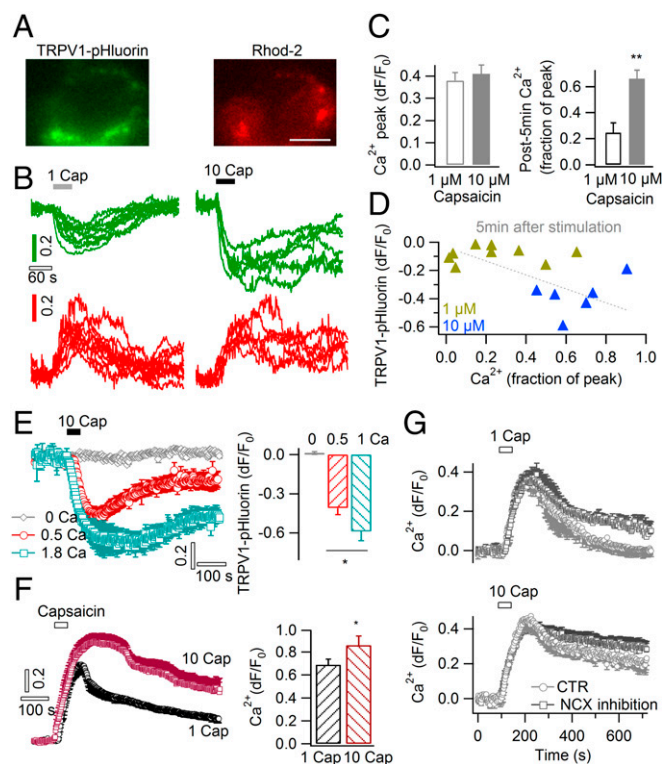 A
TRPV1-pHluorin
Rhod-2
B
1 Cap
10 Cap
0.2
60 s
0.2
C
Ca2+ peak (dF/F0)
0.4
0.2
0.0
1 µM
10 µM
Capsaicin
Post-5min Ca2+
(fraction of peak)
**
0.6
0.4
0.2
0.0
1 µM
10 µM
Capsaicin
D
5min after stimulation
TRPV1-pHluorin (dF/F0)
0.0
-0.2
-0.4
-0.6
1 µM
10 µM
0.0
0.2
0.4
0.6
0.8
1.0
Ca2+ (fraction of peak)
E
10 Cap
0 Ca
0.5 Ca
1.8 Ca
0.2
100 s
TRPV1-pHluorin (dF/F0)
0 0.5 1 Ca
0.0
-0.3
-0.6
*
F
Capsaicin
0.2
100 s
10 Cap
1 Cap
Ca2+ (dF/F0)
1.0
0.8
0.6
0.4
0.2
0.0
*
1 Cap 10 Cap
G
1 Cap
Ca2+ (dF/F0)
0.4
0.2
0.0
10 Cap
Ca2+ (dF/F0)
0.4
0.2
0.0
CTR
NCX inhibition
0 200 400 600
Time (s)